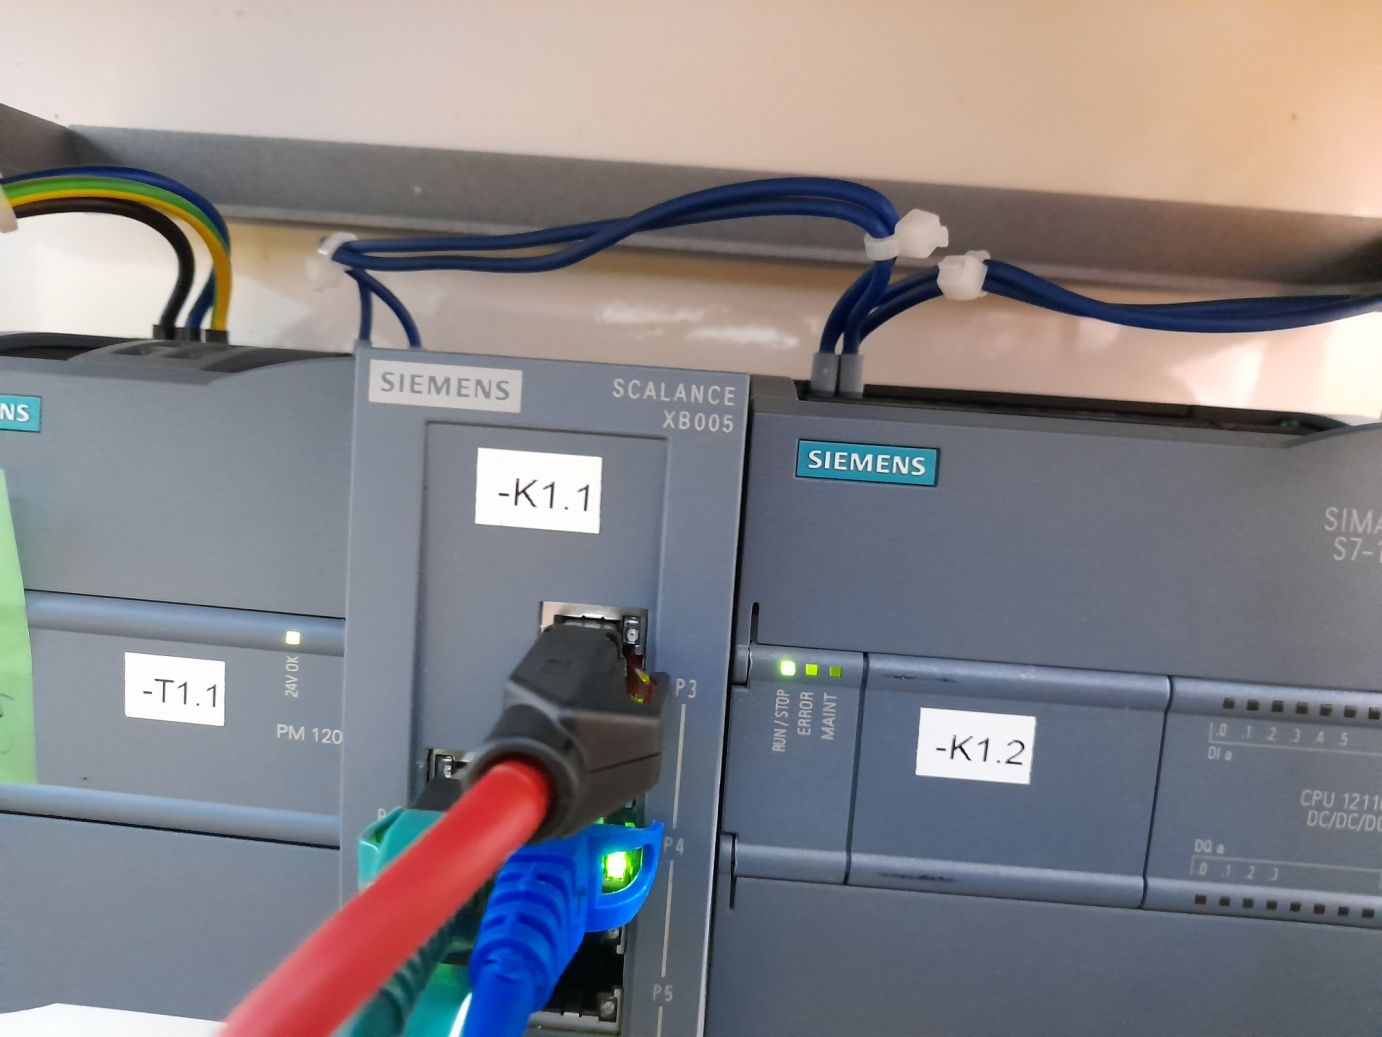 NS
24V OK
-T1.1
PM 120
SIEMENS
SCALANCE
XB005
-K1.1
P3
P4
P5
SIEMENS
SIMA
S7-1
RUN / STOP
ERROR
MAINT
-K1.2
.0 .1 .2 .3 .4 .5
DI a
CPU 1211
DC/DC/DC
DQ a
.0 .1 .2 .3